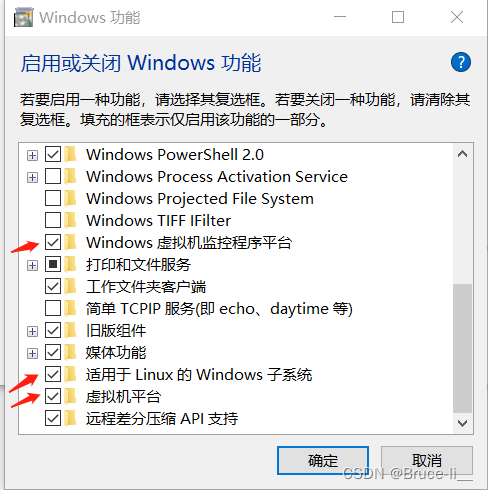 Windows 功能
启用或关闭 Windows 功能
若要启用一种功能，请选择其复选框。若要关闭一种功能，请清除其
复选框。填充的框表示仅启用该功能的一部分。
Windows PowerShell 2.0
Windows Process Activation Service
Windows Projected File System
Windows TIFF IFilter
Windows 虚拟机监控程序平台
打印和文件服务
工作文件夹客户端
简单 TCPIP 服务(即 echo、daytime 等)
旧版组件
媒体功能
适用于 Linux 的 Windows 子系统
虚拟机平台
远程差分压缩 API 支持
确定 取消
CSDN @Bruce-li__